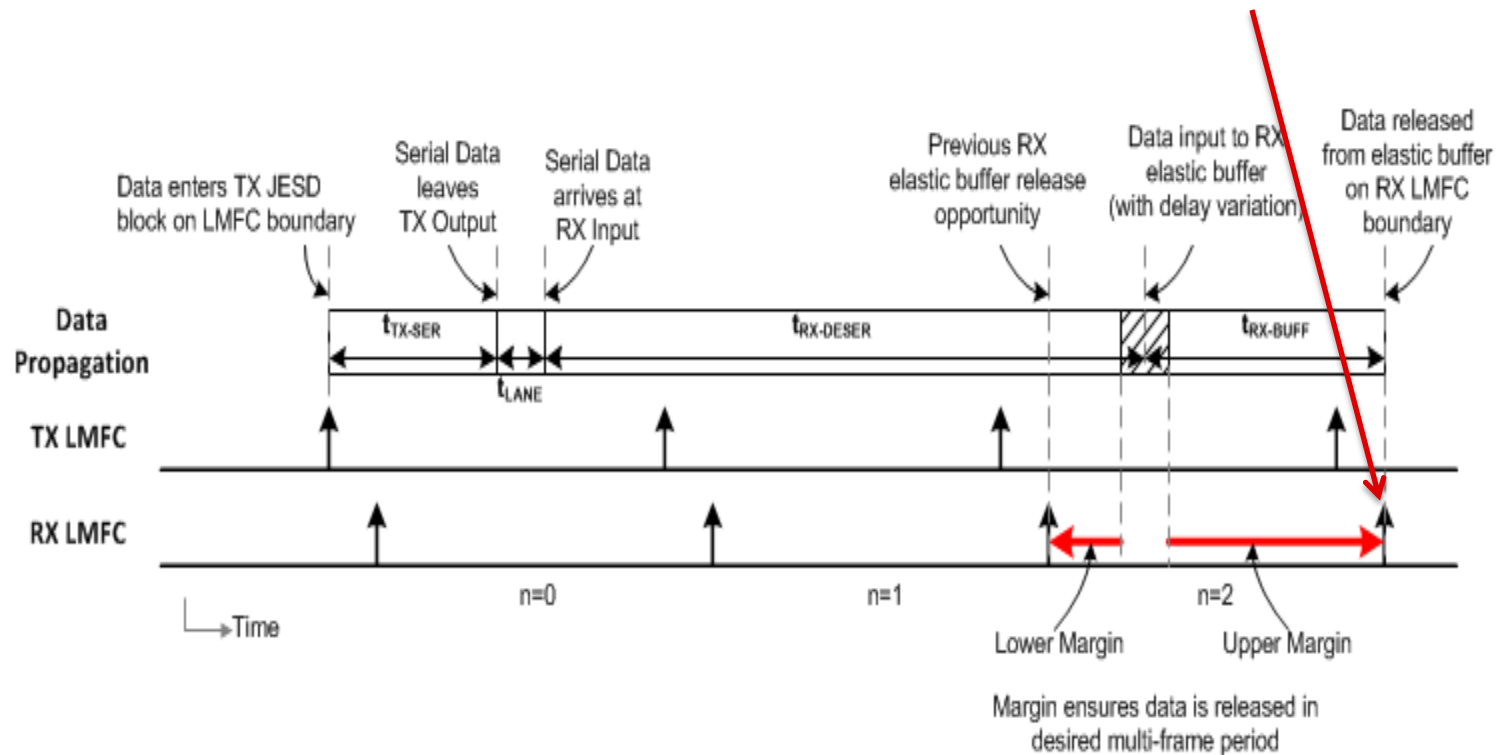 Data enters TX JESD
block on LMFC boundary
Serial Data
leaves
TX Output
Serial Data
arrives at
RX Input
Previous RX
elastic buffer release
opportunity
Data input to RX
elastic buffer
(with delay variation)
Data released
from elastic buffer
on RX LMFC
boundary
Data
Propagation
tTX-SER
tLANE
tRX-DESER
tRX-BUFF
TX LMFC
RX LMFC
n=0
n=1
n=2
Time
Lower Margin
Upper Margin
Margin ensures data is released in
desired multi-frame period